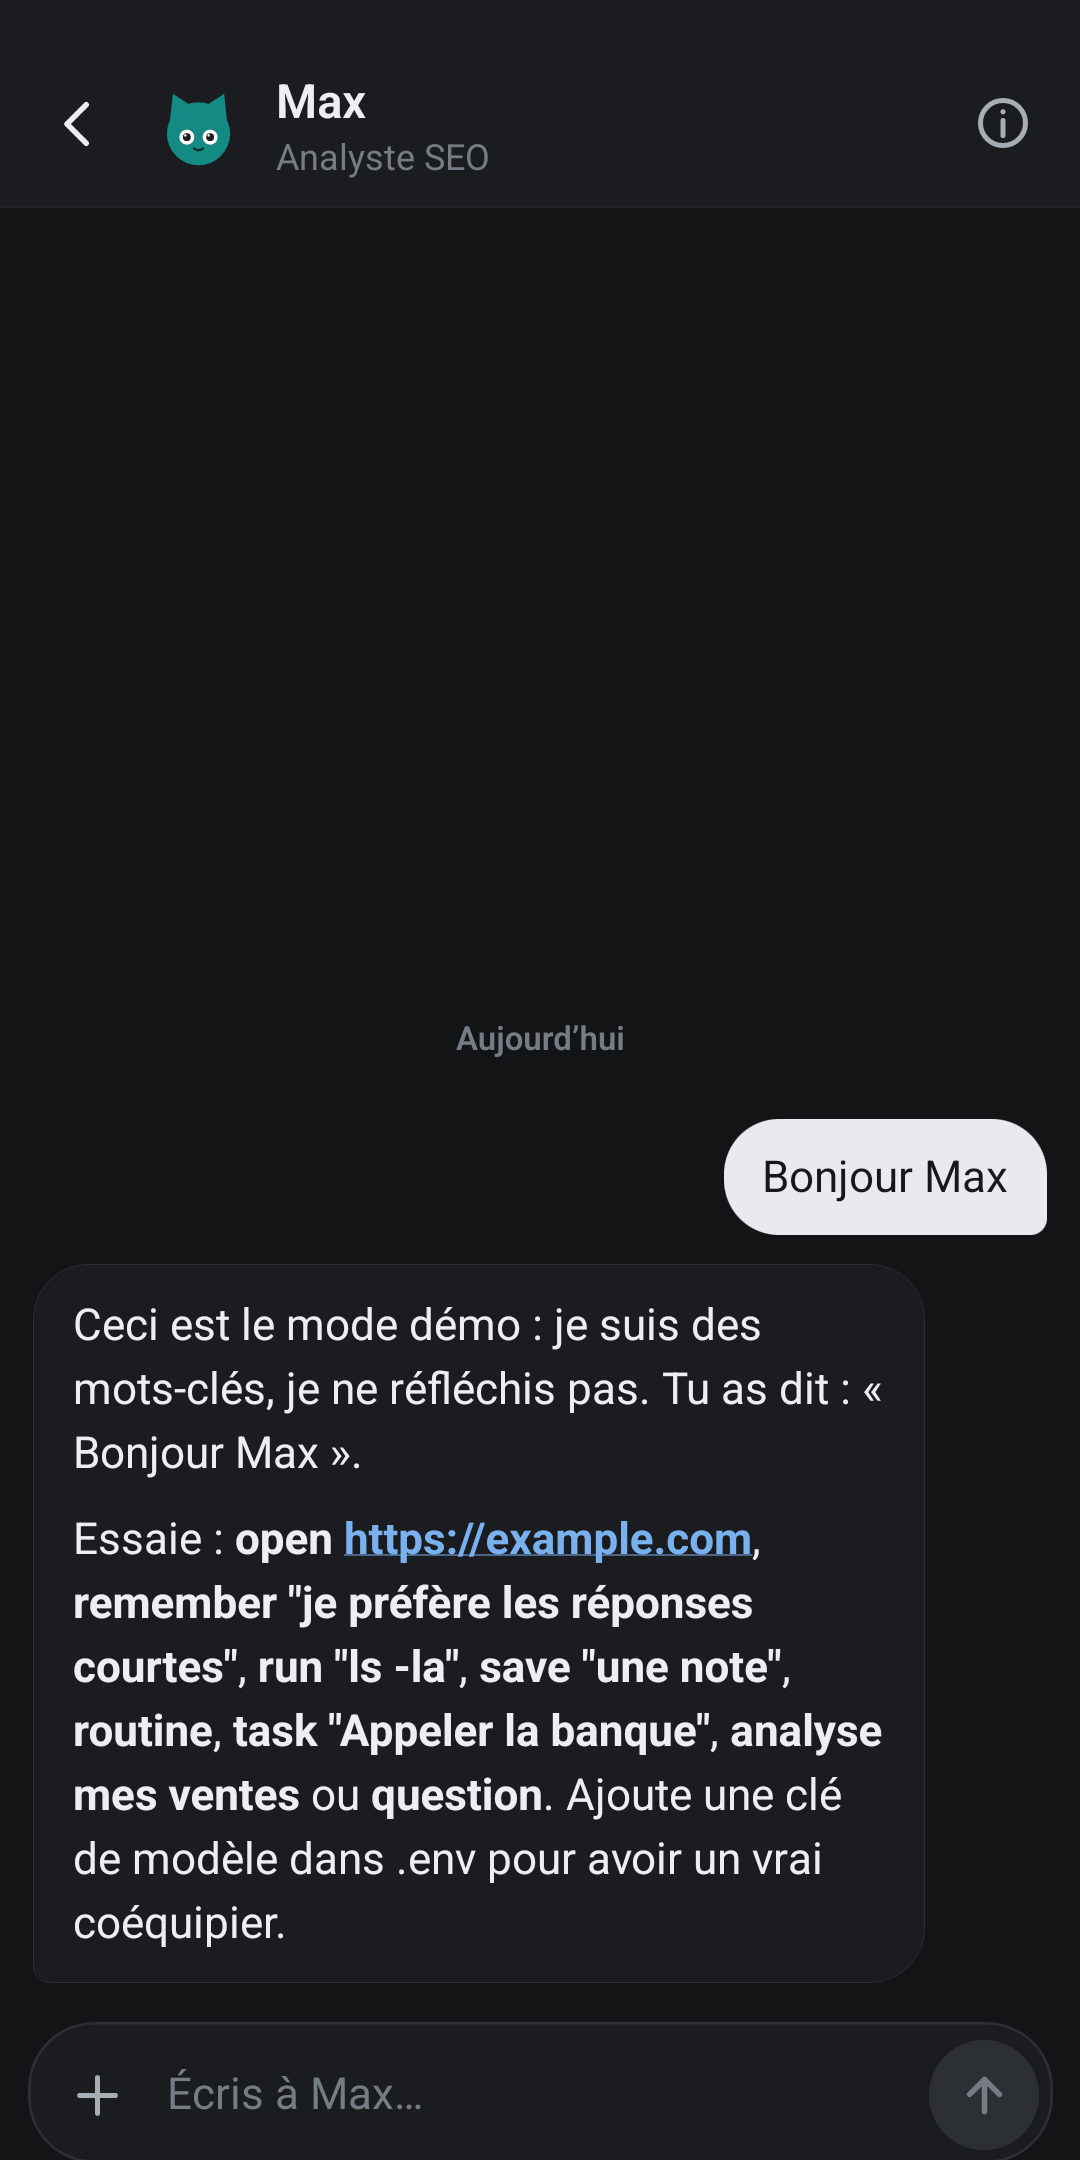 Max
Analyste SEO
Aujourd’hui
Bonjour Max
Ceci est le mode démo : je suis des
mots-clés, je ne réfléchis pas. Tu as dit : «
Bonjour Max ».
Essaie : open https://example.com,
remember "je préfère les réponses
courtes", run "ls -la", save "une note",
routine, task "Appeler la banque", analyse
mes ventes ou question. Ajoute une clé
de modèle dans .env pour avoir un vrai
coéquipier.
Écris à Max…